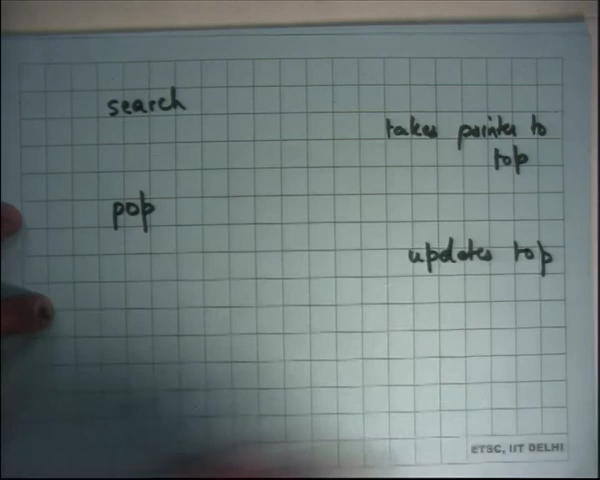 search
takes pointer to
top
pop
updates top
ETSC, IIT DELHI